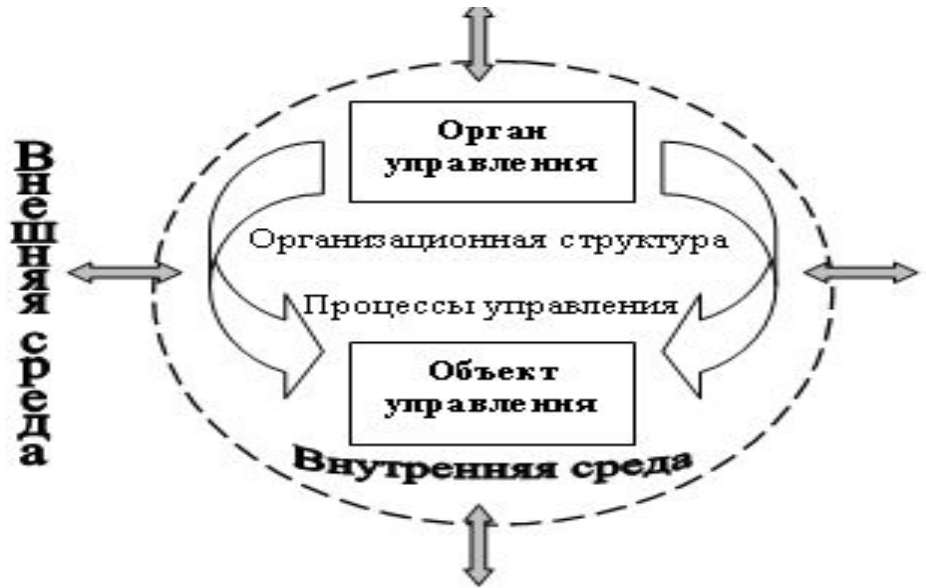 Внешняя среда
Орган
управления
Организационная структура
Процессы управления
Объект
управления
Внутренняя среда